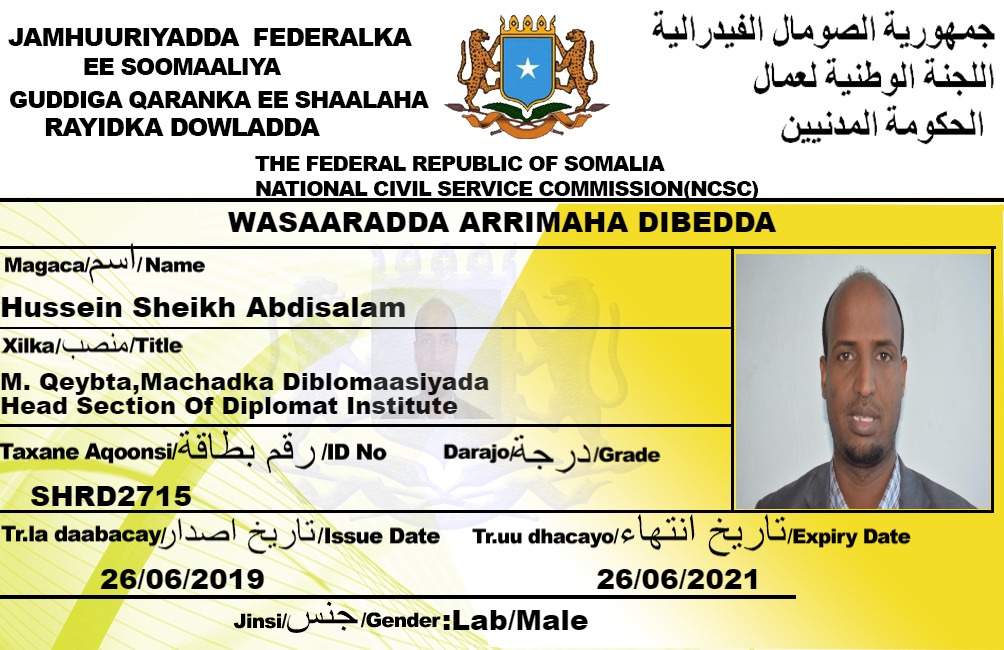 JAMHUURIYADDA FEDERALKA
EE SOOMAALIYA
GUDDIGA QARANKA EE SHAALAHA
RAYIDKA DOWLADDA
جمهورية الصومال الفيدرالية
اللجنة الوطنية لعمال
الحكومة المدنيين
THE FEDERAL REPUBLIC OF SOMALIA
NATIONAL CIVIL SERVICE COMMISSION(NCSC)
WASAARADDA ARRIMAHA DIBEDDA
Magaca/اسم/Name
Hussein Sheikh Abdisalam
Xilka/منصب/Title
M. Qeybta,Machadka Diblomaasiyada
Head Section Of Diplomat Institute
Taxane Aqoonsi/رقم بطاقة/ID No
Darajo/درجة/Grade
SHRD2715
Tr.la daabacay/تاريخ اصدار/Issue Date
Tr.uu dhacayo/تاريخ انتهاء/Expiry Date
26/06/2019
26/06/2021
Jinsi/جنس/Gender:Lab/Male